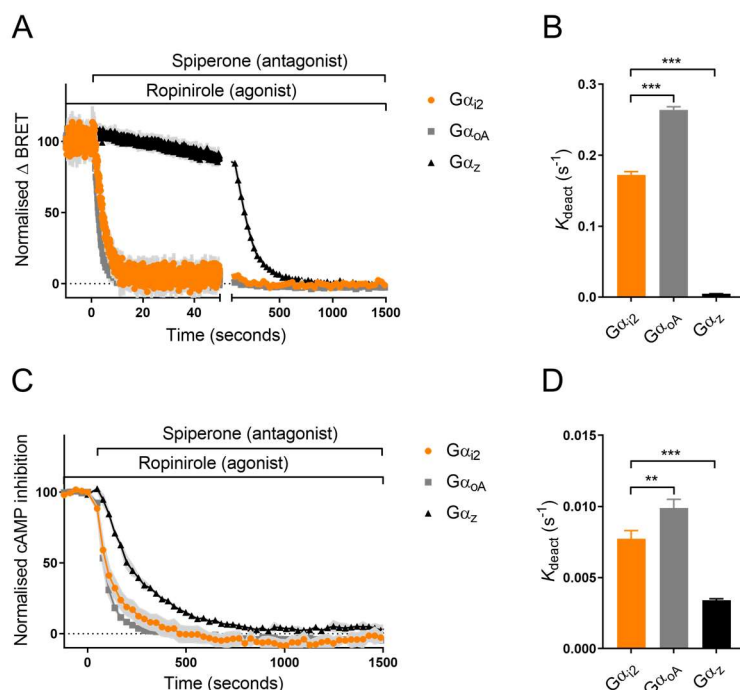 A
Spiperone (antagonist)
Ropinirole (agonist)
Gαi2
GαoA
Gαz
Normalised Δ BRET
100
50
0
0
20
40
500
1000
1500
Time (seconds)
B
***
***
Kdeact (s⁻¹)
0.3
0.2
0.1
0.0
Gαi2
GαoA
Gαz
C
Spiperone (antagonist)
Ropinirole (agonist)
Gαi2
GαoA
Gαz
Normalised cAMP inhibition
100
50
0
0
500
1000
1500
Time (seconds)
D
***
**
Kdeact (s⁻¹)
0.015
0.010
0.005
0.000
Gαi2
GαoA
Gαz